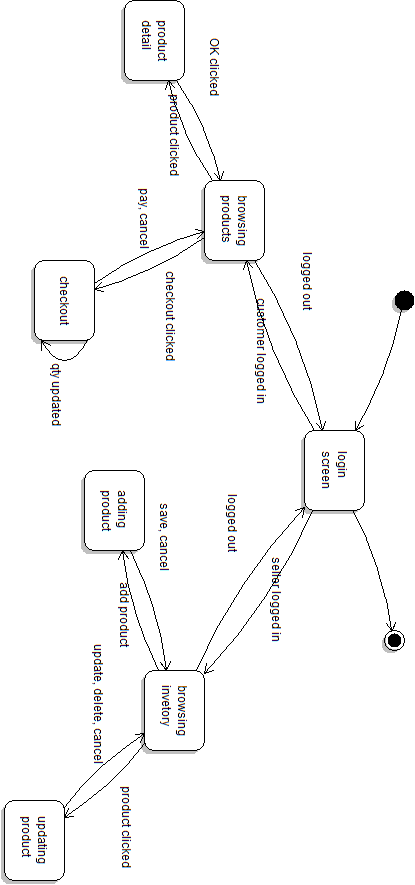 login
screen
logged out
customer logged in
logged out
seller logged in
browsing
products
browsing
invetory
OK clicked
product clicked
pay, cancel
checkout clicked
save, cancel
add product
update, delete, cancel
product clicked
product
detail
checkout
qty updated
adding
product
updating
product